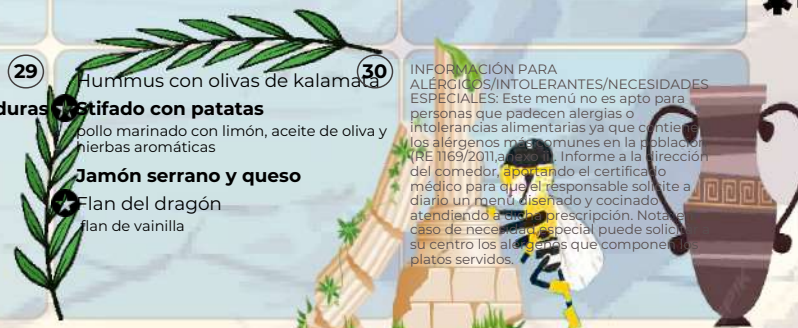 29
Hummus con olivas de kalamata
duras Stifado con patatas
pollo marinado con limón, aceite de oliva y
hierbas aromáticas
Jamón serrano y queso
Flan del dragón
flan de vainilla
30
INFORMACIÓN PARA
ALÉRGICOS/INTOLERANTES/NECESIDADES
ESPECIALES: Este menú no es apto para
personas que padecen alergias o
intolerancias alimentarias ya que contiene
los alérgenos más comunes en la población
(RE 1169/2011,anexo II). Informe a la dirección
del comedor, aportando el certificado
médico para que el responsable solicite a
diario un menú diseñado y cocinado
atendiendo a dicha prescripción. Nota: en
caso de necesidad especial puede solicitar
su centro los alérgenos que componen los
platos servidos.